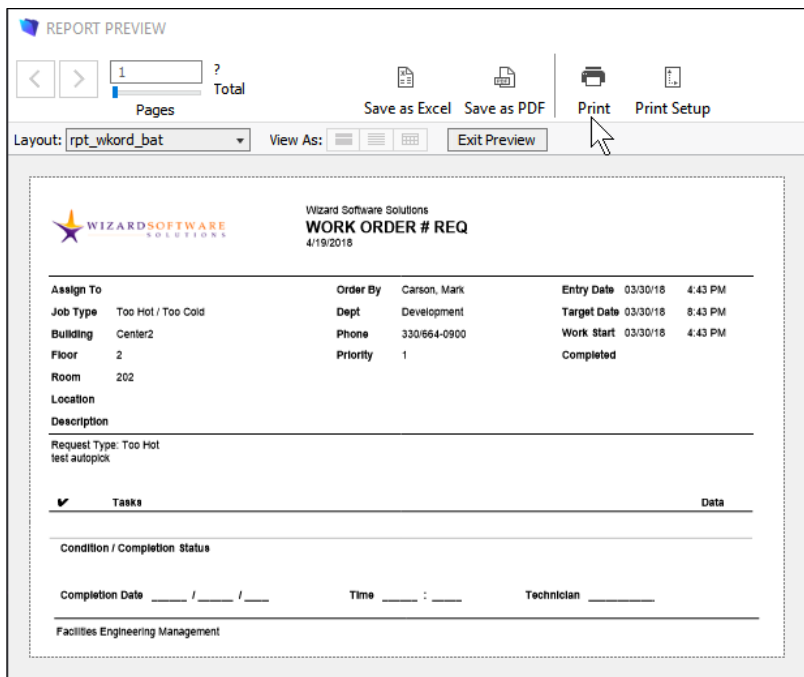 REPORT PREVIEW
1
?
Total
Pages
Save as Excel Save as PDF Print Print Setup
Layout: rpt_wkord_bat View As: Exit Preview
WIZARDSOFTWARE
SOLUTIONS
Wizard Software Solutions
WORK ORDER # REQ
4/19/2018
Assign To Order By Carson, Mark Entry Date 03/30/18 4:43 PM
Job Type Too Hot / Too Cold Dept Development Target Date 03/30/18 8:43 PM
Building Center2 Phone 330/664-0900 Work Start 03/30/18 4:43 PM
Floor 2 Priority 1 Completed
Room 202
Location
Description
Request Type: Too Hot
test autopick
✔ Tasks Data
Condition / Completion Status
Completion Date _____ / _____ / ___ Time _____ : _____ Technician __________
Facilities Engineering Management